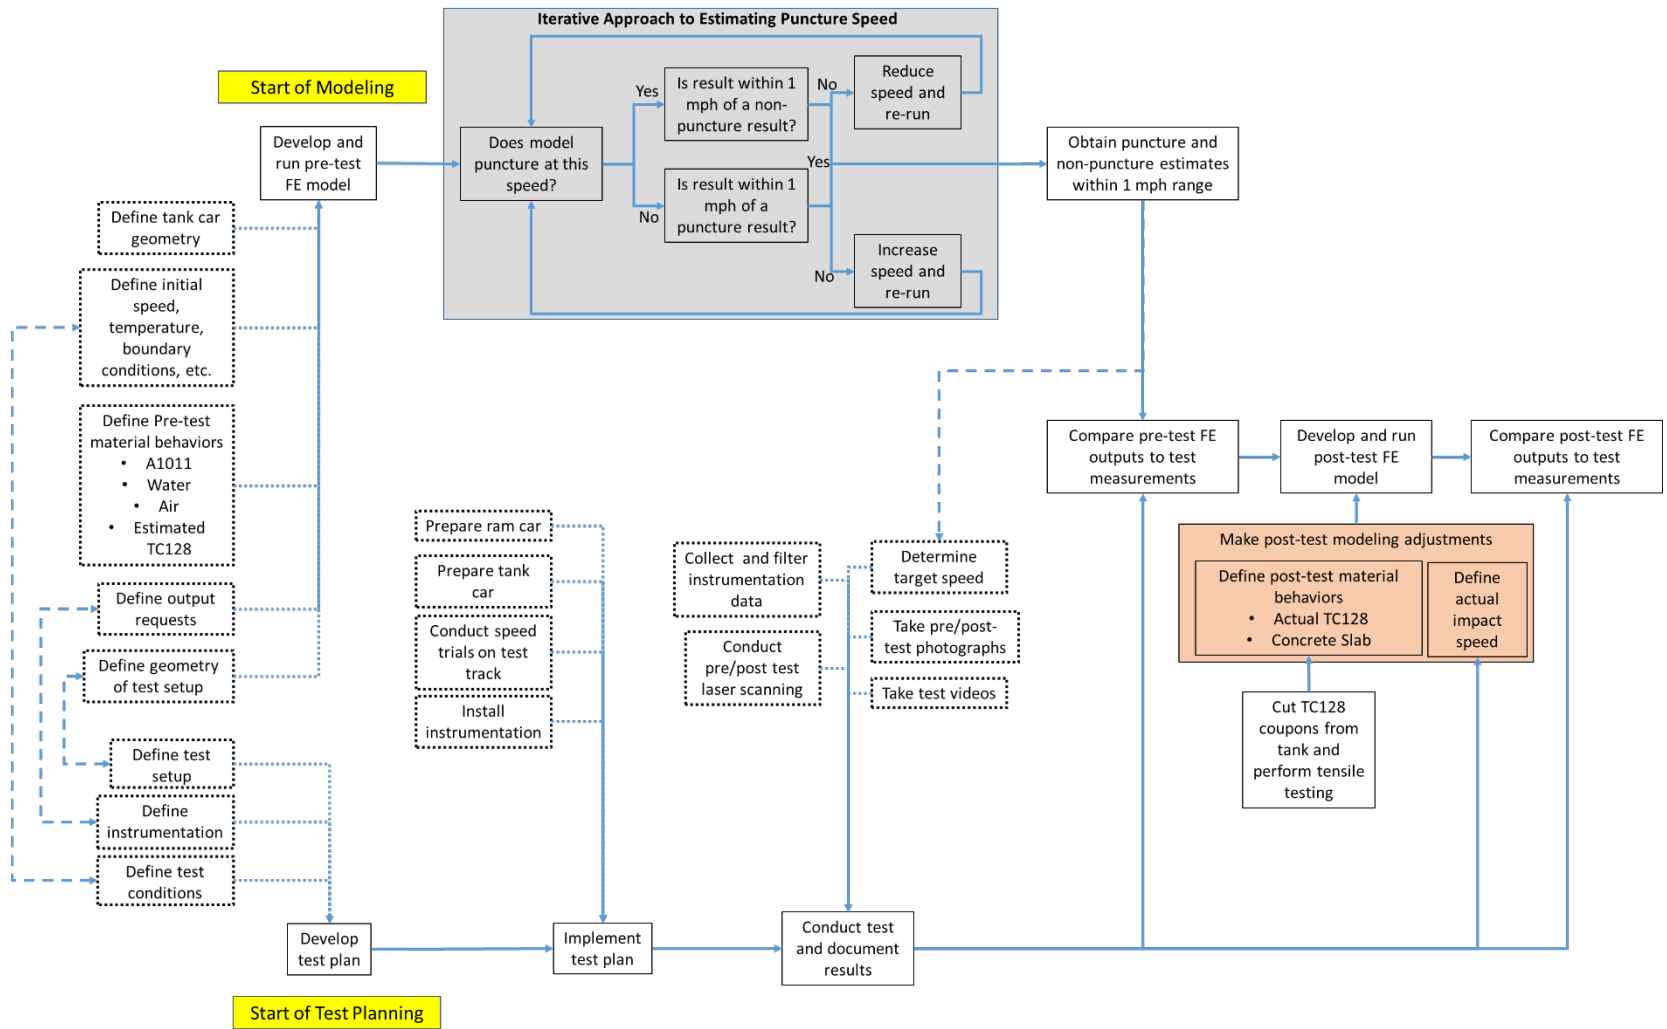 Iterative Approach to Estimating Puncture Speed
Start of Modeling
Develop and
run pre-test
FE model
Does model
puncture at this
speed?
Yes
No
Is result within 1
mph of a non-
puncture result?
Is result within 1
mph of a
puncture result?
No
Yes
No
Reduce
speed and
re-run
Increase
speed and
re-run
Obtain puncture and
non-puncture estimates
within 1 mph range
Define tank car
geometry
Define initial
speed,
temperature,
boundary
conditions, etc.
Define Pre-test
material behaviors
• A1011
• Water
• Air
• Estimated
TC128
Define output
requests
Define geometry
of test setup
Define test
setup
Define
instrumentation
Define test
conditions
Develop
test plan
Start of Test Planning
Prepare ram car
Prepare tank
car
Conduct speed
trials on test
track
Install
instrumentation
Implement
test plan
Collect and filter
instrumentation
data
Conduct
pre/post test
laser scanning
Determine
target speed
Take pre/post-
test photographs
Take test videos
Conduct test
and document
results
Compare pre-test FE
outputs to test
measurements
Develop and run
post-test FE
model
Compare post-test FE
outputs to test
measurements
Make post-test modeling adjustments
Define post-test material
behaviors
• Actual TC128
• Concrete Slab
Define
actual
impact
speed
Cut TC128
coupons from
tank and
perform tensile
testing